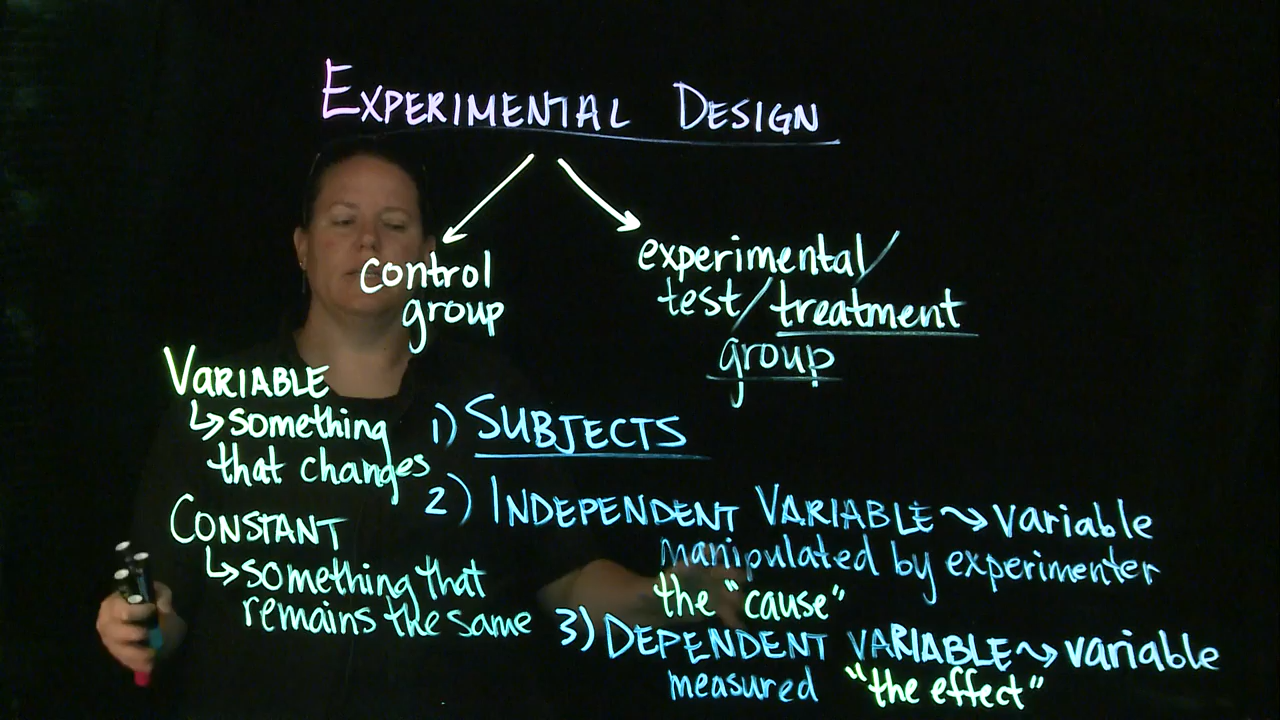 EXPERIMENTAL DESIGN
control
group
experimental/
test/treatment
group
VARIABLE
↳something
that changes
CONSTANT
↳something that
remains the same
1) SUBJECTS
2) INDEPENDENT VARIABLE⤳variable
manipulated by experimenter
the "cause"
3) DEPENDENT VARIABLE⤳variable
measured "the effect"